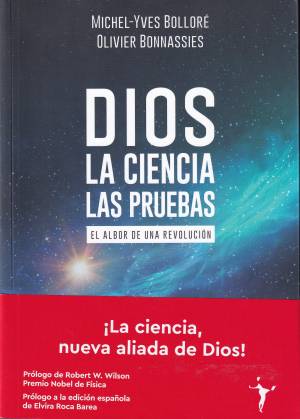 MICHEL-YVES BOLLORÉ
OLIVIER BONNASSIES
DIOS
LA CIENCIA
LAS PRUEBAS
EL ALBOR DE UNA REVOLUCIÓN
¡La ciencia,
nueva aliada de Dios!
Prólogo de Robert W. Wilson
Premio Nobel de Física
Prólogo a la edición española
de Elvira Roca Barea